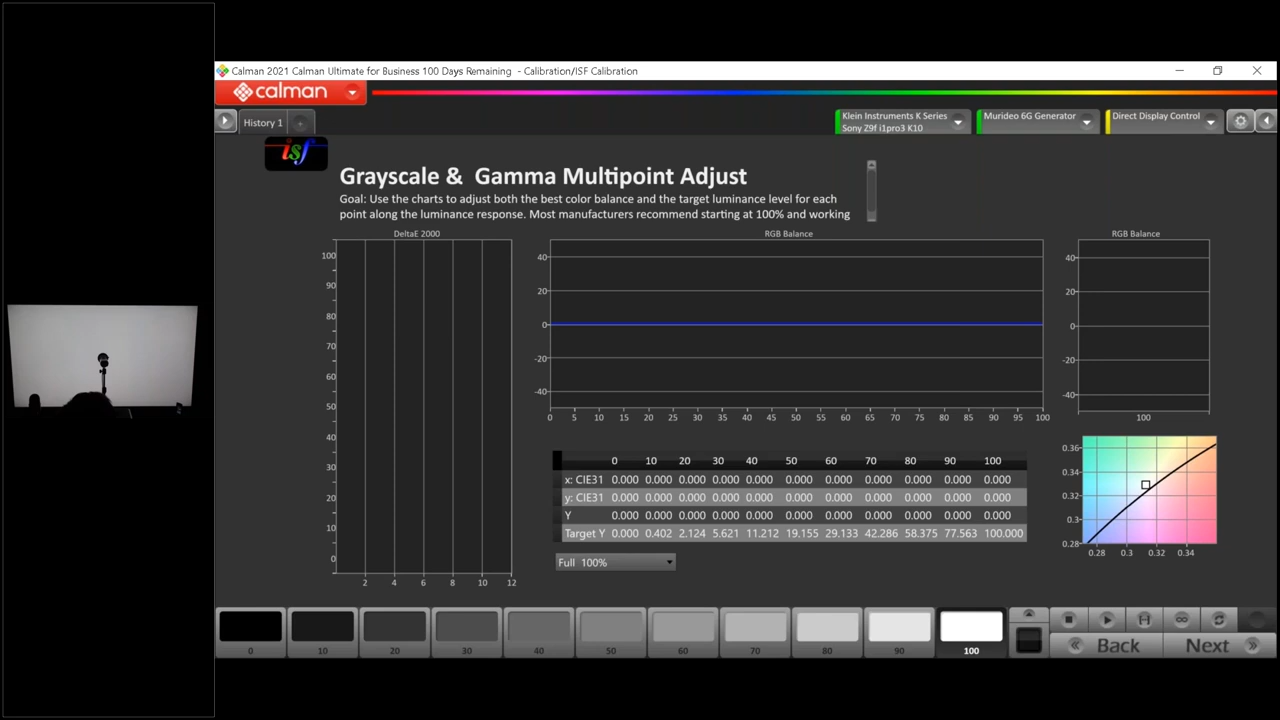 Calman 2021 Calman Ultimate for Business 100 Days Remaining - Calibration/ISF Calibration
calman
History 1
Klein Instruments K Series
Sony Z9f i1pro3 K10
Murideo 6G Generator
Direct Display Control
isf
Grayscale & Gamma Multipoint Adjust
Goal: Use the charts to adjust both the best color balance and the target luminance level for each
point along the luminance response. Most manufacturers recommend starting at 100% and working
DeltaE 2000
100
90
80
70
60
50
40
30
20
10
0
2 4 6 8 10 12
RGB Balance
40
20
0
-20
-40
0 5 10 15 20 25 30 35 40 45 50 55 60 65 70 75 80 85 90 95 100
RGB Balance
40
20
0
-20
-40
100
0 10 20 30 40 50 60 70 80 90 100
x: CIE31 0.000 0.000 0.000 0.000 0.000 0.000 0.000 0.000 0.000 0.000 0.000
y: CIE31 0.000 0.000 0.000 0.000 0.000 0.000 0.000 0.000 0.000 0.000 0.000
Y 0.000 0.000 0.000 0.000 0.000 0.000 0.000 0.000 0.000 0.000 0.000
Target Y 0.000 0.402 2.124 5.621 11.212 19.155 29.133 42.286 58.375 77.563 100.000
Full 100%
0.36
0.34
0.32
0.3
0.28
0.28 0.3 0.32 0.34
0 10 20 30 40 50 60 70 80 90 100
Back Next